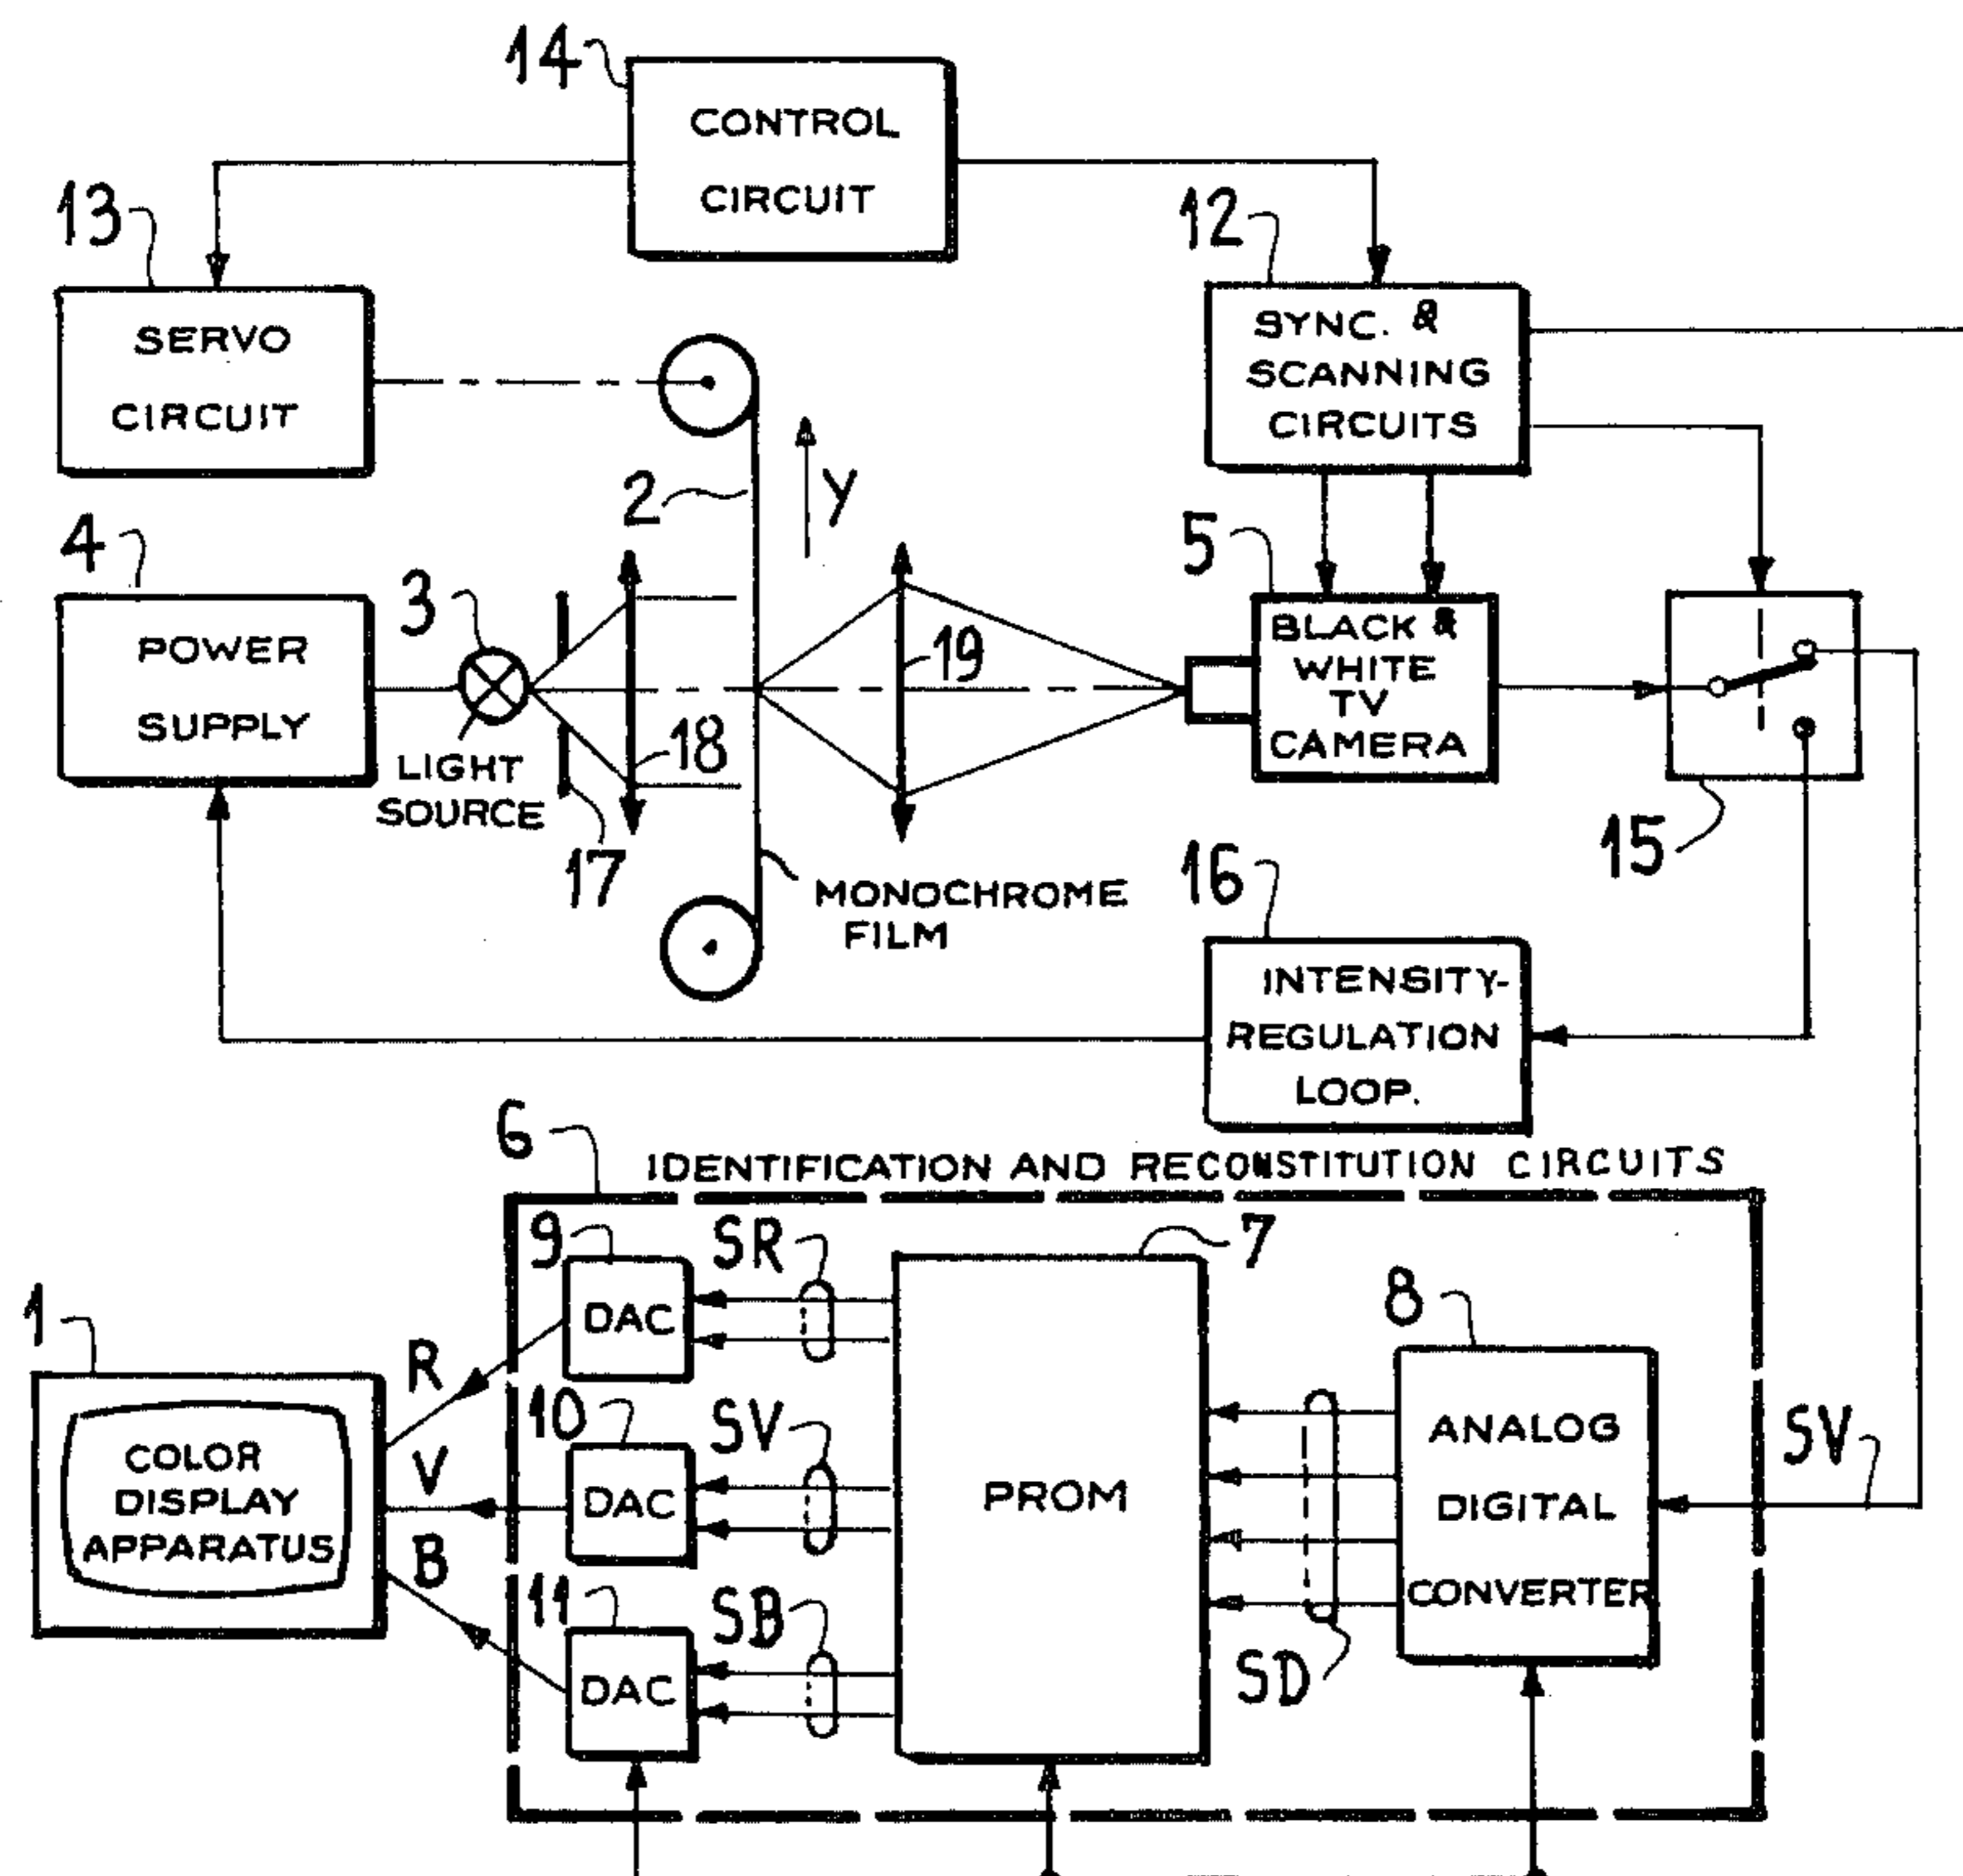 14
CONTROL
CIRCUIT
13
12
SERVO
CIRCUIT
SYNC. &
SCANNING
CIRCUITS
2
Y
4
3
5
POWER
SUPPLY
LIGHT
SOURCE
18
19
BLACK &
WHITE
TV
CAMERA
17
15
MONOCHROME
FILM
16
INTENSITY-
REGULATION
LOOP.
6
IDENTIFICATION AND RECONSTITUTION CIRCUITS
9
SR
7
DAC
8
1
R
10
SV
COLOR
DISPLAY
APPARATUS
V
DAC
PROM
ANALOG
DIGITAL
CONVERTER
SV
B
11
SB
DAC
SD